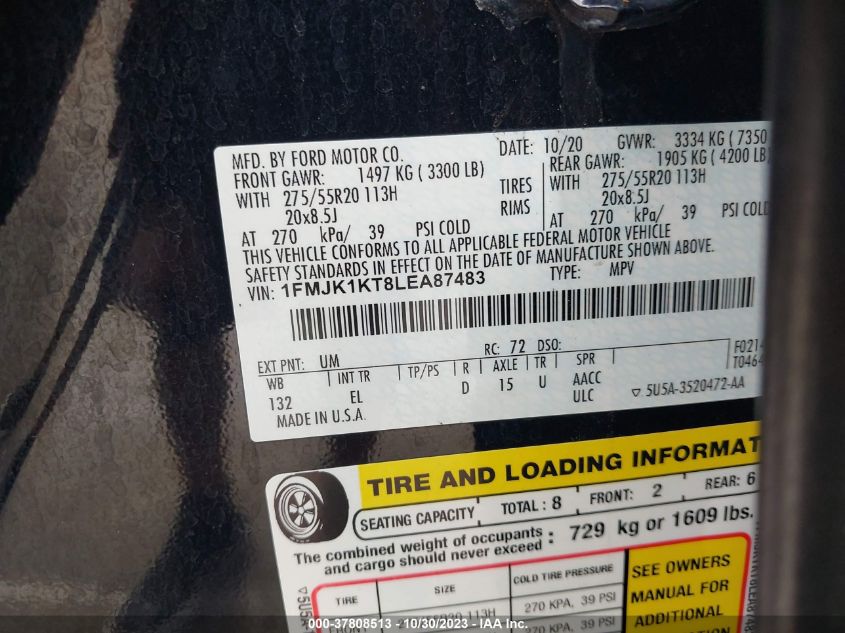 MFD. BY FORD MOTOR CO.
DATE: 10/20 GVWR: 3334 KG ( 7350
FRONT GAWR: 1497 KG ( 3300 LB)
REAR GAWR: 1905 KG ( 4200 LB)
WITH 275/55R20 113H TIRES WITH 275/55R20 113H
20x8.5J RIMS 20x8.5J
AT 270 kPa/ 39 PSI COLD AT 270 kPa/ 39 PSI COLD
THIS VEHICLE CONFORMS TO ALL APPLICABLE FEDERAL MOTOR VEHICLE
SAFETY STANDARDS IN EFFECT ON THE DATE OF MANUFACTURE SHOWN ABOVE.
VIN: 1FMJK1KT8LEA87483 TYPE: MPV
EXT PNT: UM RC: 72 DSO: F0214
WB INT TR TP/PS R AXLE TR SPR T0464
132 EL D 15 U AACC
ULC ▽ 5U5A-3520472-AA
MADE IN U.S.A.
TIRE AND LOADING INFORMAT
SEATING CAPACITY TOTAL : 8 FRONT: 2 REAR: 6
The combined weight of occupants and cargo should never exceed : 729 kg or 1609 lbs.
TIRE SIZE COLD TIRE PRESSURE
270 KPA, 39 PSI
SEE OWNERS
MANUAL FOR
ADDITIONAL
000-37808513 - 10/30/2023 - IAA